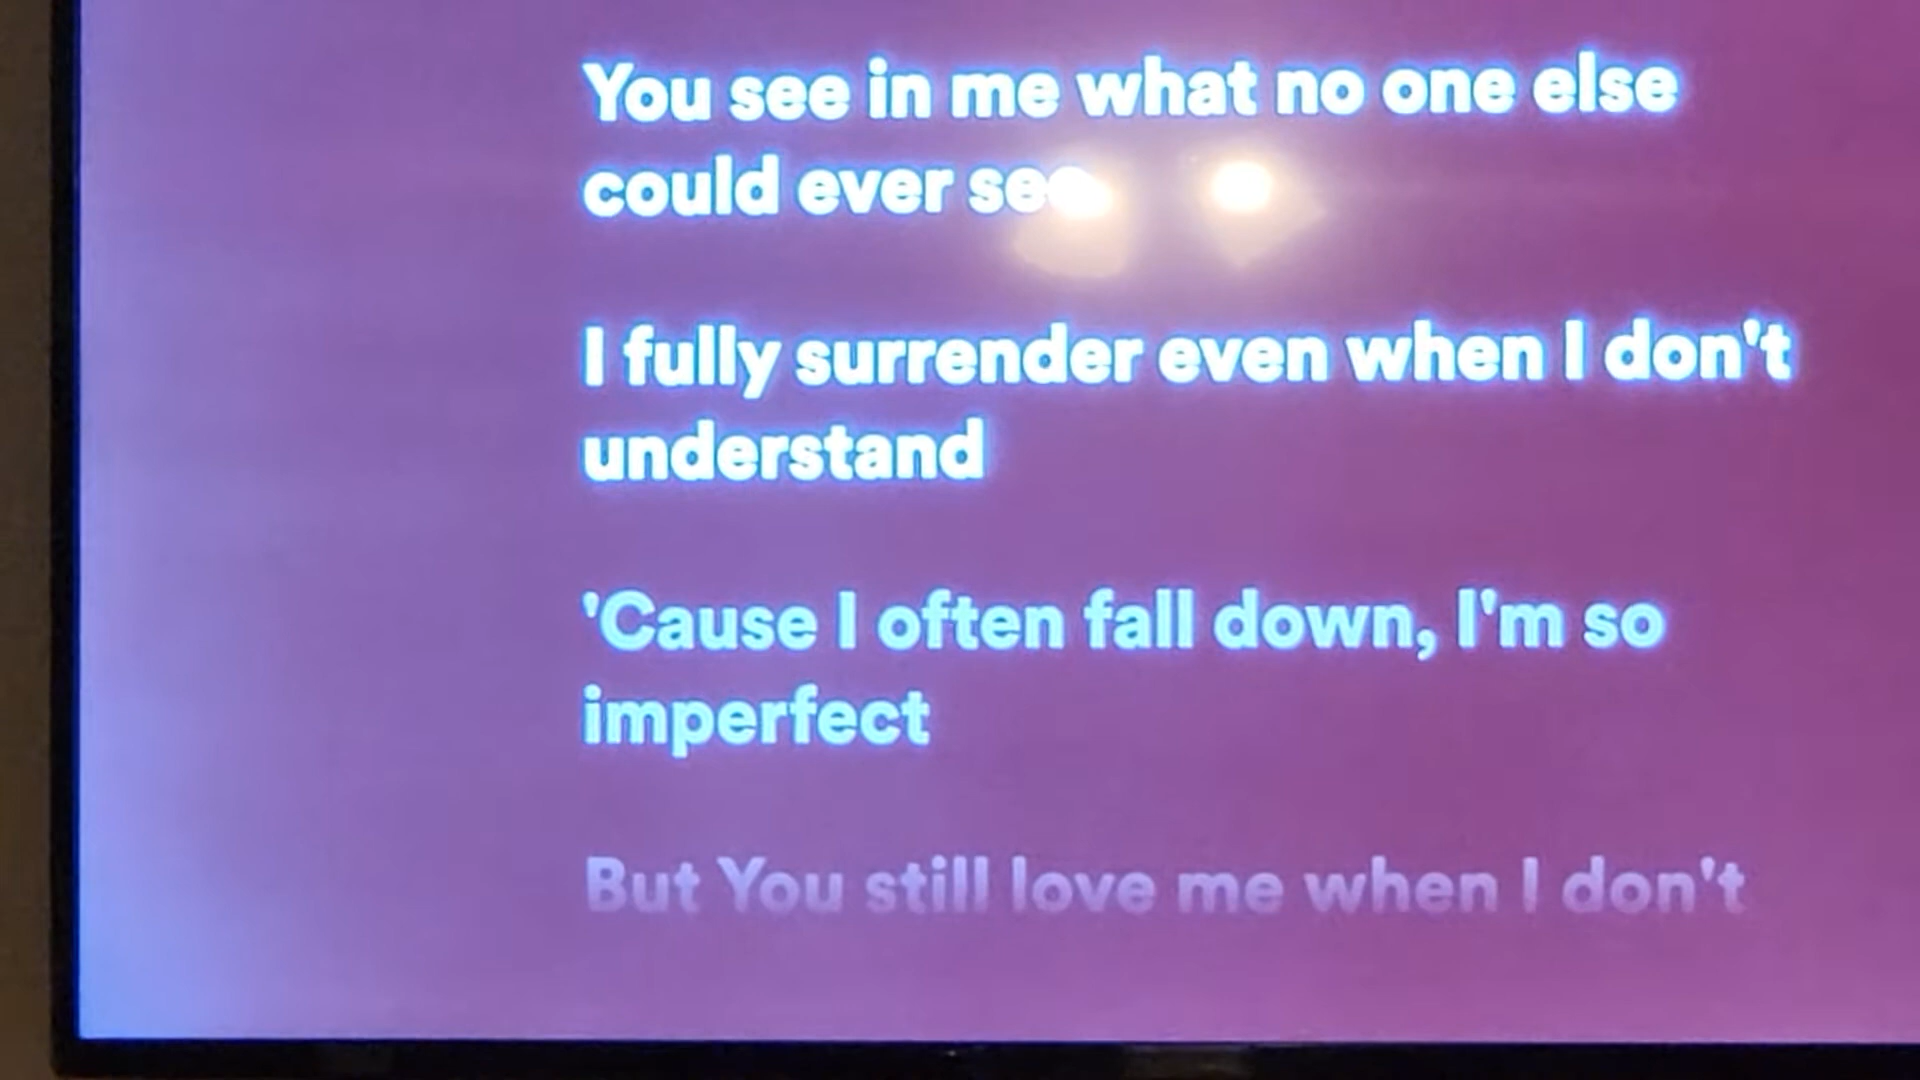 You see in me what no one else
could ever see
I fully surrender even when I don't
understand
'Cause I often fall down, I'm so
imperfect
But You still love me when I don't